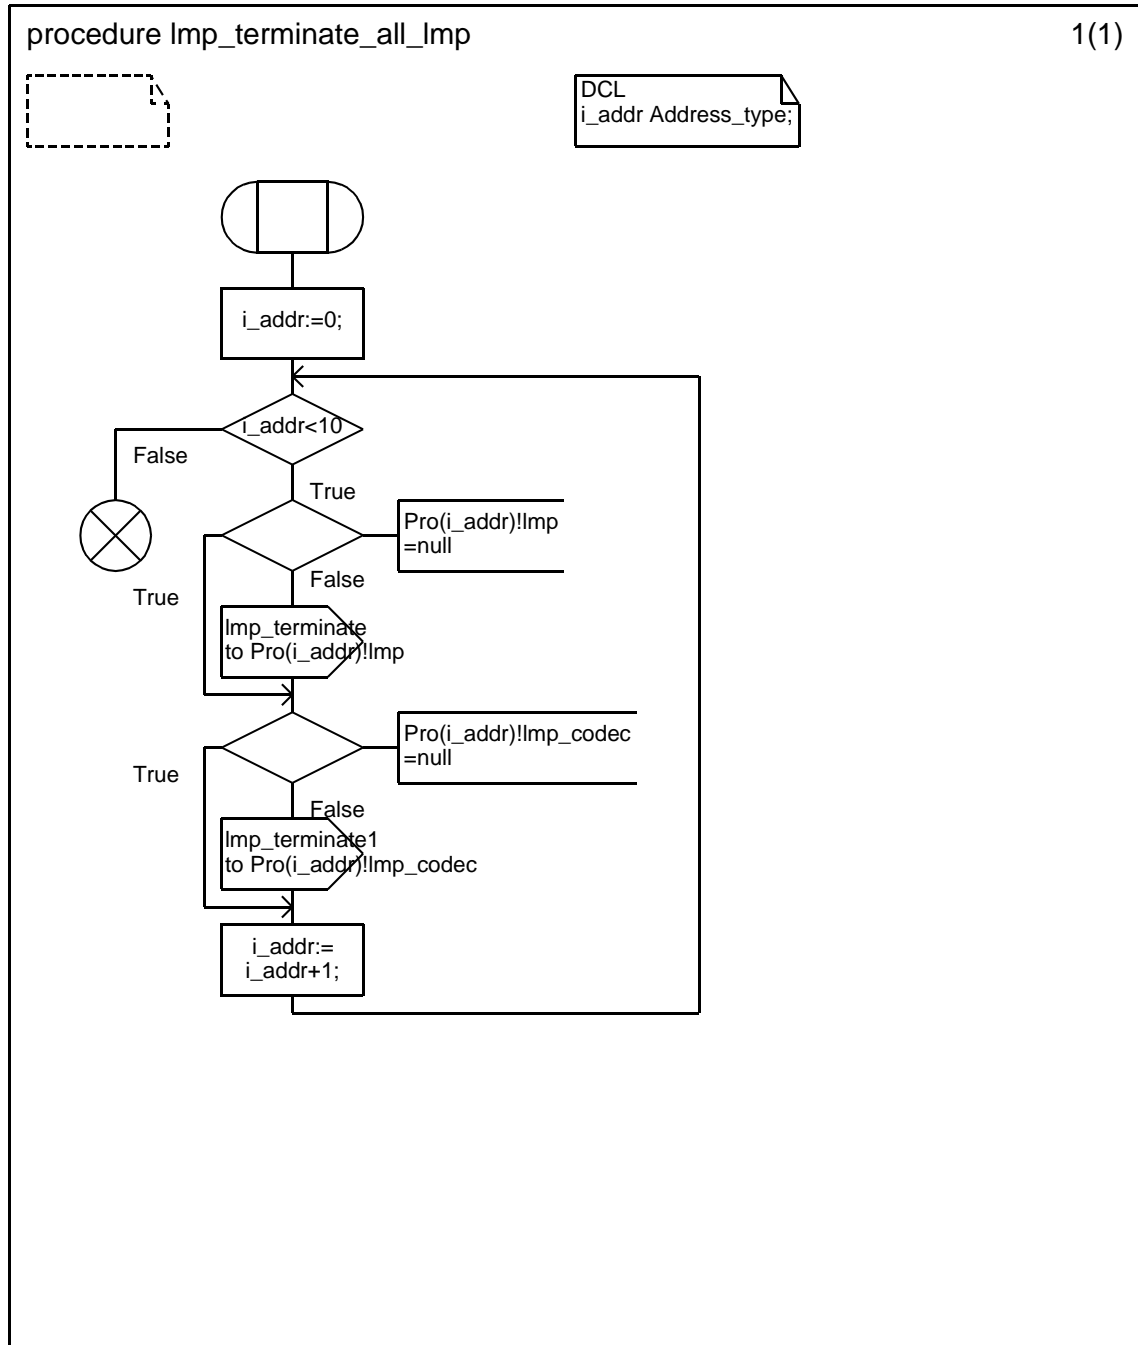 procedure lmp_terminate_all_lmp
1(1)
DCL
i_addr Address_type;
i_addr:=0;
i_addr<10
False
True
Pro(i_addr)!lmp
=null
False
True
lmp_terminate
to Pro(i_addr)!lmp
Pro(i_addr)!lmp_codec
=null
True
False
lmp_terminate1
to Pro(i_addr)!lmp_codec
i_addr:=
i_addr+1;